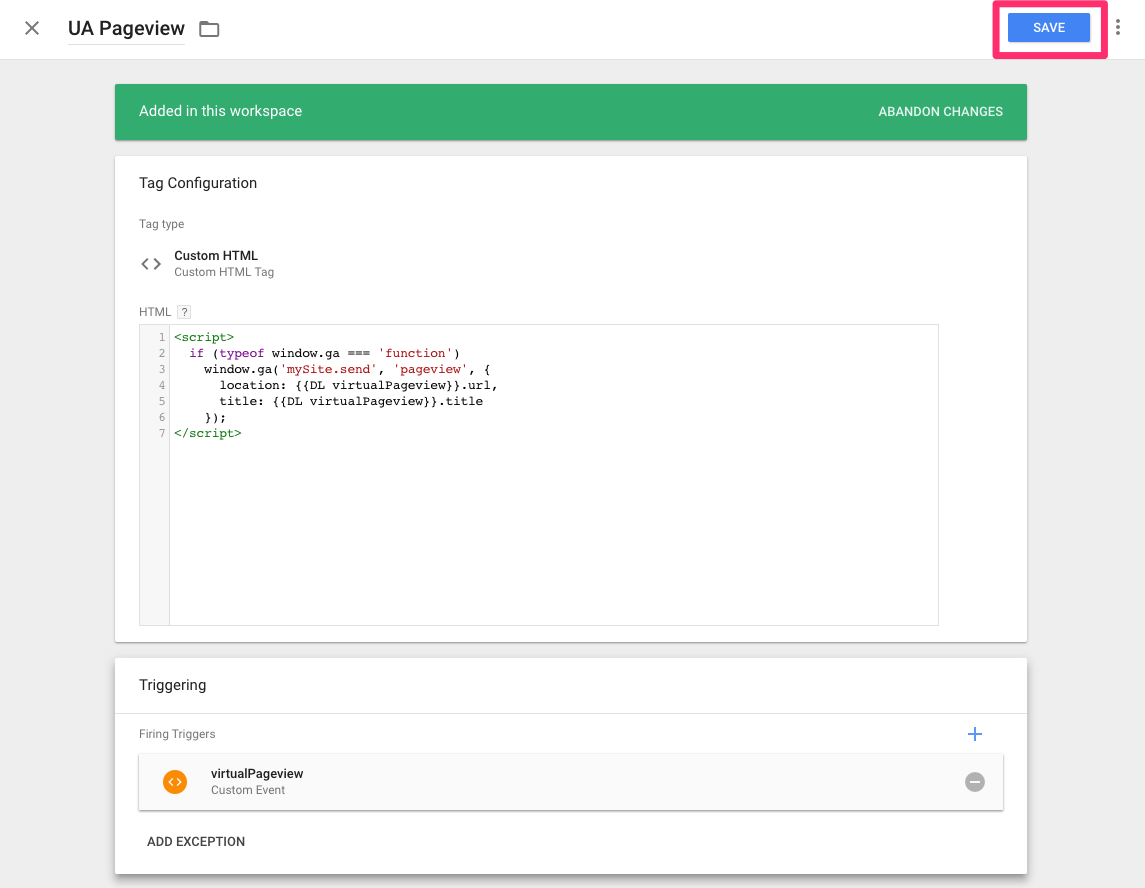 UA Pageview
SAVE
Added in this workspace
ABANDON CHANGES
Tag Configuration
Tag type
Custom HTML
Custom HTML Tag
HTML ?
1 <script>
2   if (typeof window.ga === 'function')
3     window.ga('mySite.send', 'pageview', {
4       location: {{DL virtualPageview}}.url,
5       title: {{DL virtualPageview}}.title
6     });
7 </script>
Triggering
Firing Triggers
virtualPageview
Custom Event
ADD EXCEPTION